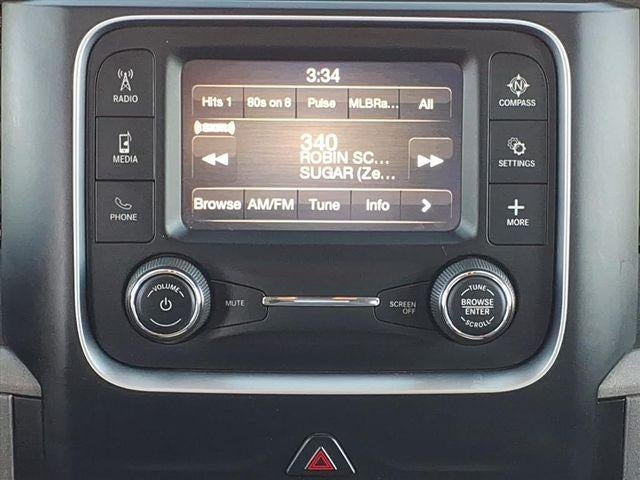 3:34
Hits 1 80s on 8 Pulse MLBRa... All
((SXM))
340
ROBIN SC...
SUGAR (Ze...
Browse AM/FM Tune Info
RADIO
MEDIA
PHONE
COMPASS
SETTINGS
MORE
VOLUME
MUTE
SCREEN OFF
TUNE
BROWSE
ENTER
SCROLL